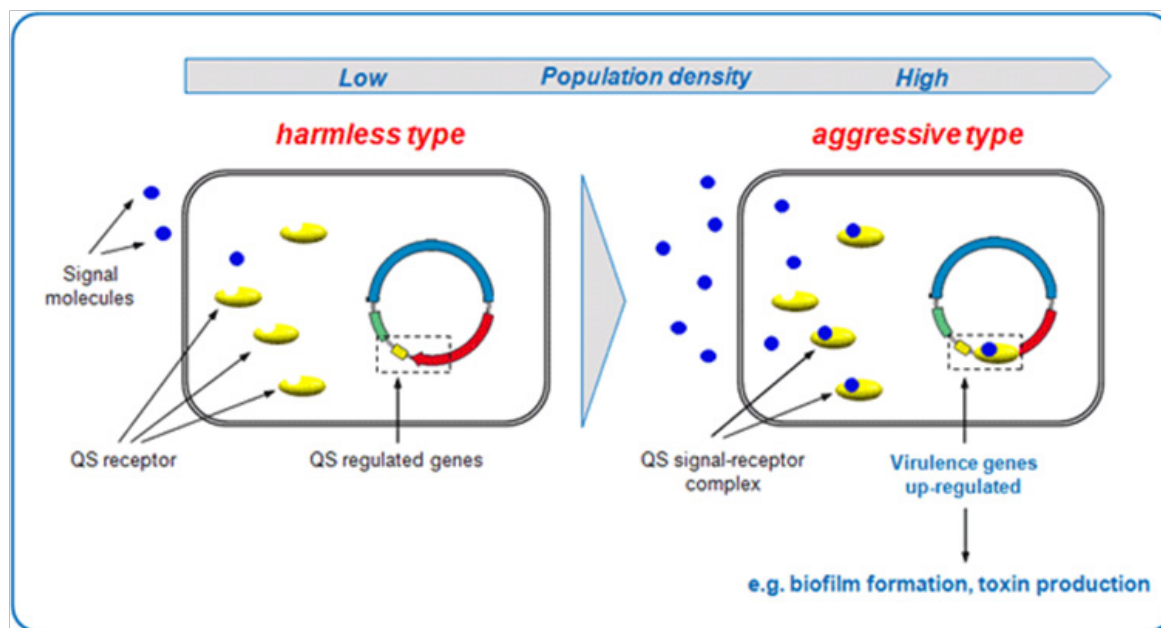 Low Population density High
harmless type
aggressive type
Signal
molecules
QS receptor
QS regulated genes
QS signal-receptor
complex
Virulence genes
up-regulated
e.g. biofilm formation, toxin production